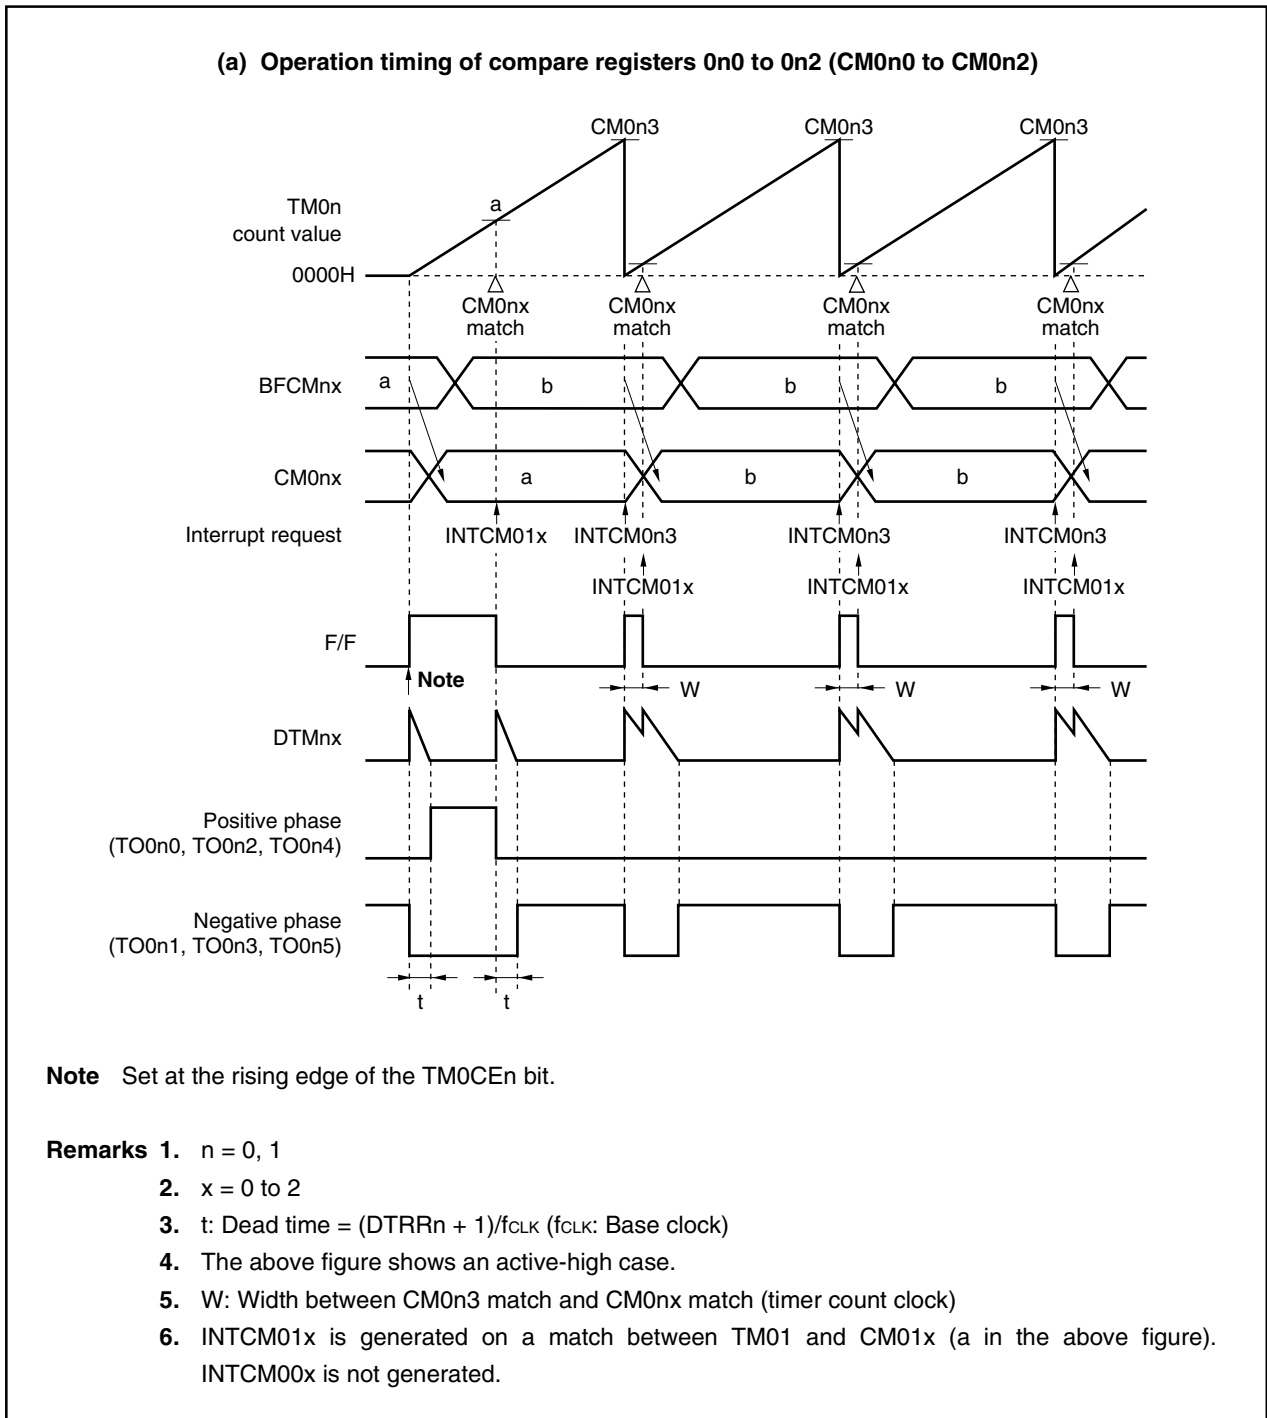 (a) Operation timing of compare registers 0n0 to 0n2 (CM0n0 to CM0n2)
CM0n3 CM0n3 CM0n3
a
TM0n
count value
0000H
CM0nx CM0nx CM0nx CM0nx
match match match match
BFCMnx a b b b
CM0nx a b b
Interrupt request INTCM01x INTCM0n3 INTCM0n3 INTCM0n3
INTCM01x INTCM01x INTCM01x
F/F
Note W W W
DTMnx
Positive phase
(TO0n0, TO0n2, TO0n4)
Negative phase
(TO0n1, TO0n3, TO0n5)
t t
Note Set at the rising edge of the TM0CEn bit.
Remarks 1. n = 0, 1
2. x = 0 to 2
3. t: Dead time = (DTRRn + 1)/fCLK (fCLK: Base clock)
4. The above figure shows an active-high case.
5. W: Width between CM0n3 match and CM0nx match (timer count clock)
6. INTCM01x is generated on a match between TM01 and CM01x (a in the above figure).
INTCM00x is not generated.